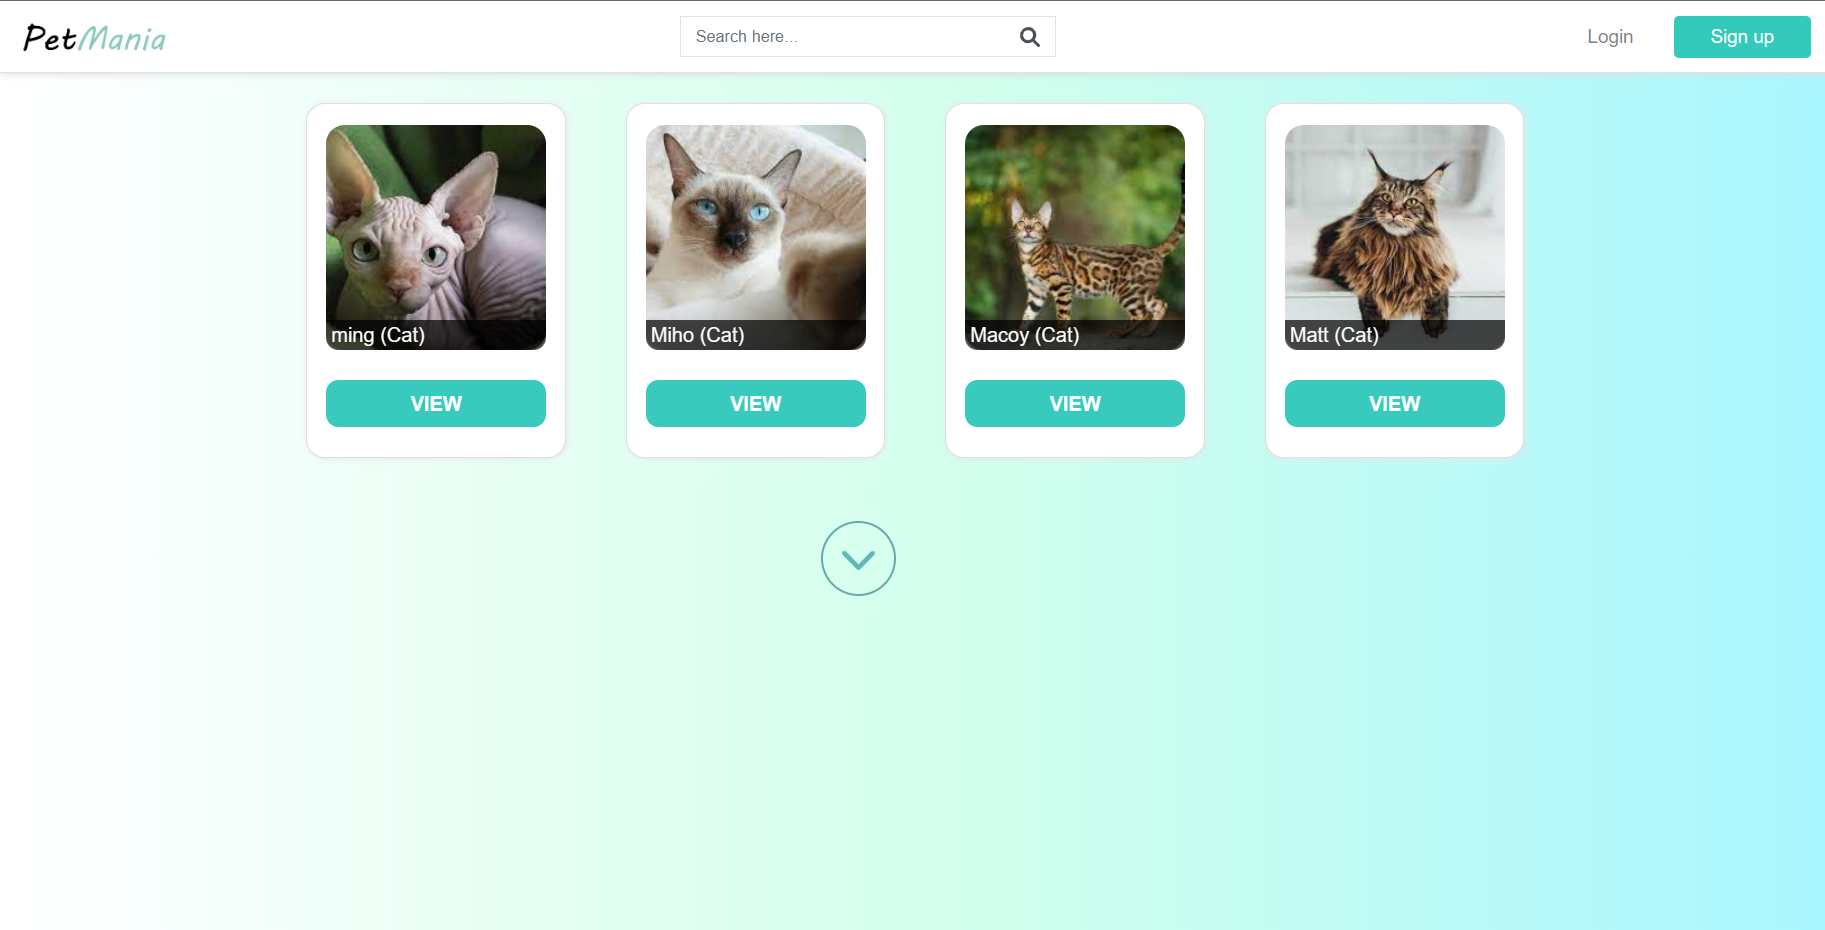 PetMania
Search here...
Login
Sign up
ming (Cat)
Miho (Cat)
Macoy (Cat)
Matt (Cat)
VIEW
VIEW
VIEW
VIEW